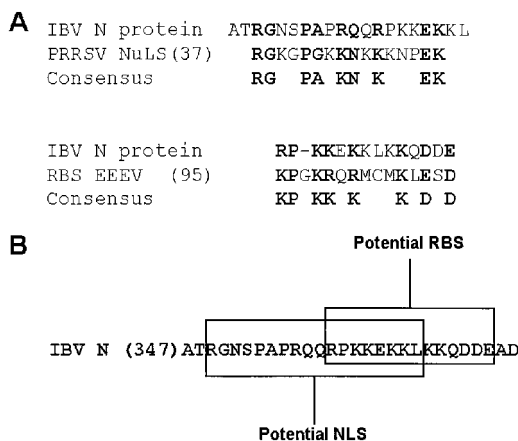 A
IBV N protein ATRGNSPAPRQQRPKKEKKL
PRRSV NuLS(37) RGKGPGKKNKKKNPEK
Consensus RG PA KN K EK
IBV N protein RP-KKEKKLKKQDDE
RBS EEEV (95) KPGKRQRMCMKLESD
Consensus KP KK K K D D
B
Potential RBS
IBV N (347)ATRGNSPAPRQQRPKKEKKLKKQDDEAD
Potential NLS